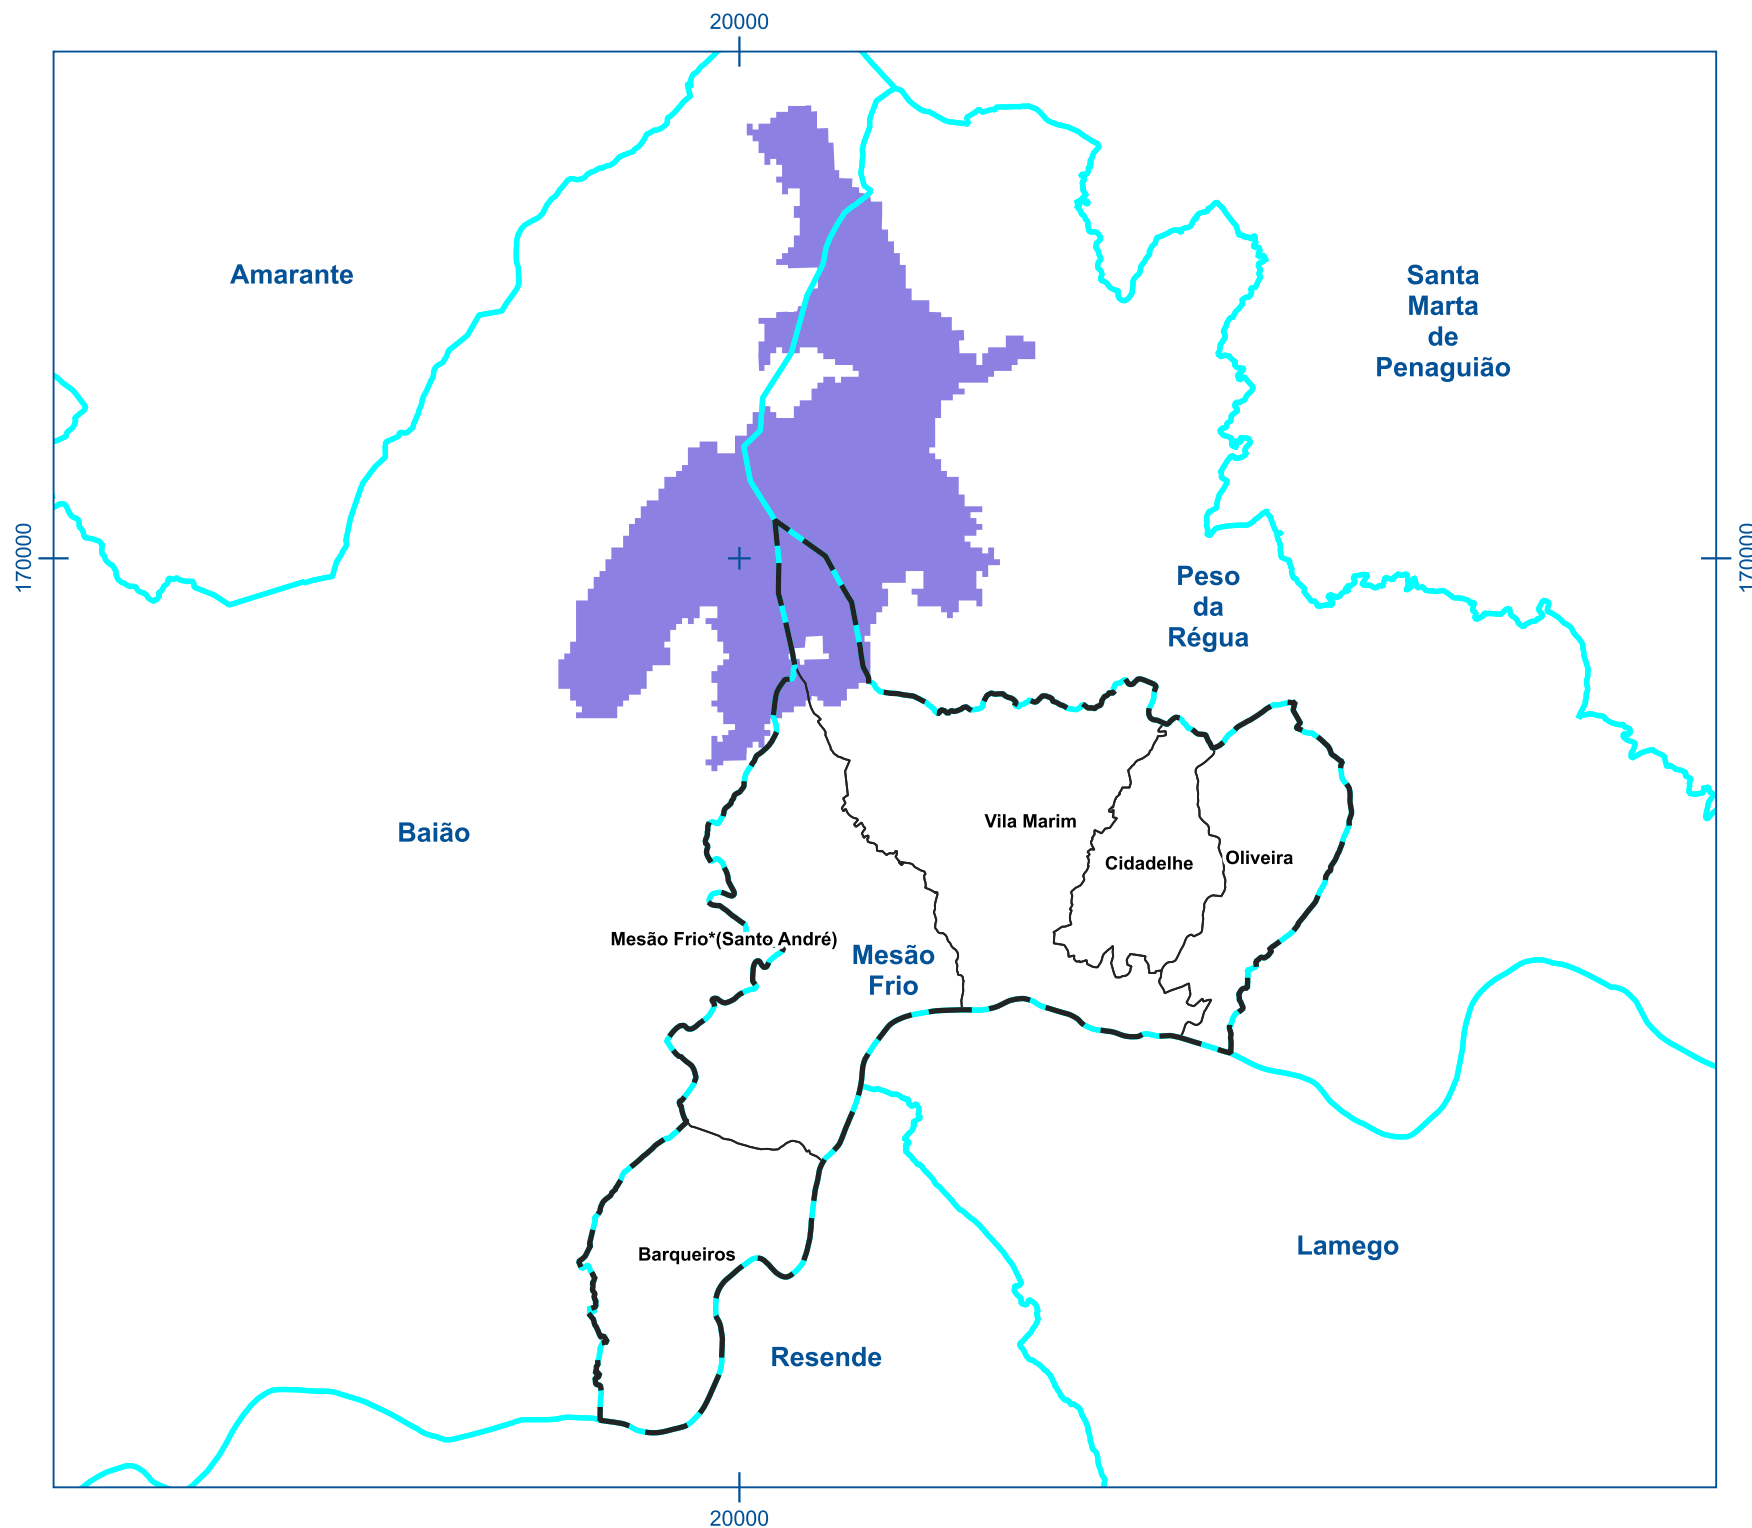 20000
Amarante
Santa
Marta
de
Penaguião
170000
170000
Peso
da
Régua
Vila Marim
Baião
Cidadelhe
Oliveira
Mesão Frio*(Santo André)
Mesão
Frio
Lamego
Barqueiros
Resende
20000